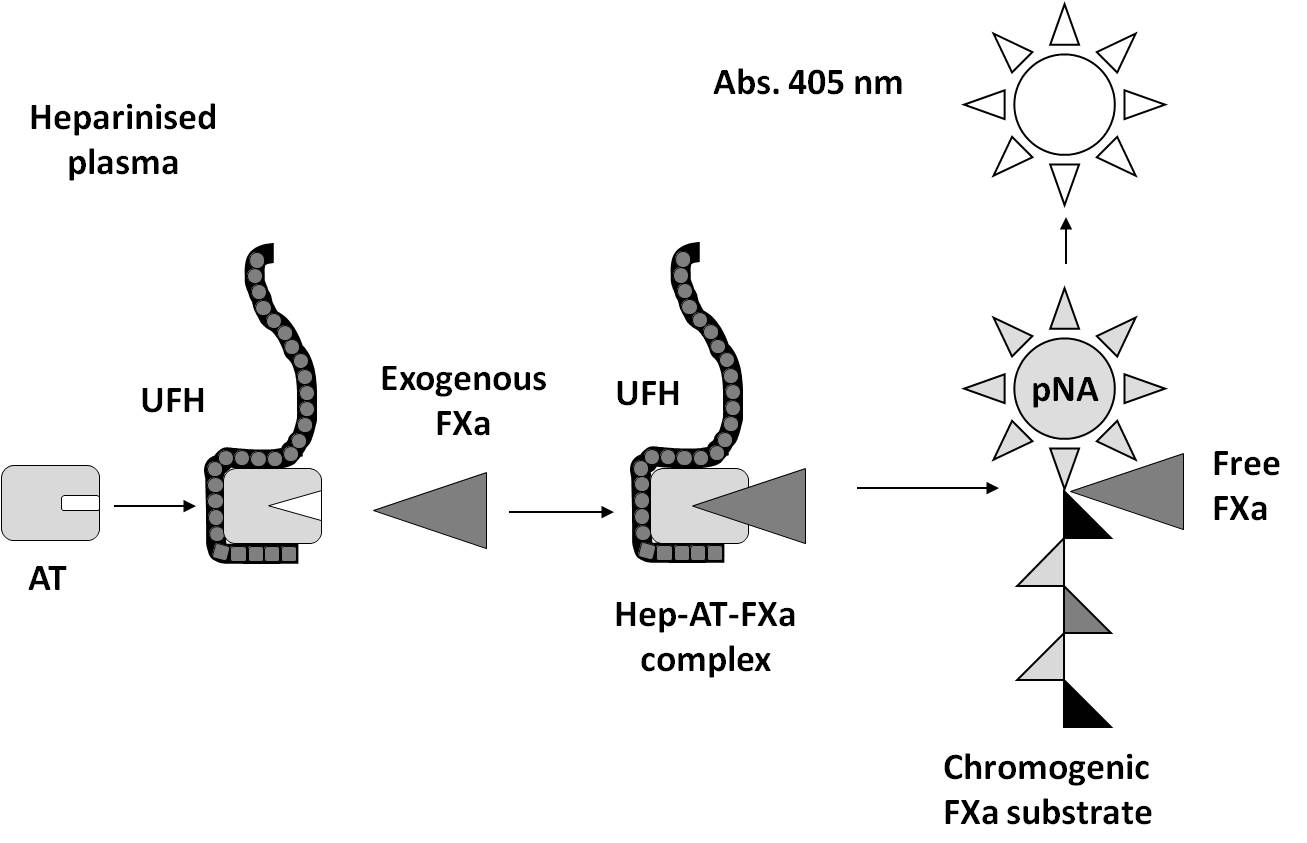 Heparinised
plasma
Abs. 405 nm
UFH
Exogenous
FXa
UFH
pNA
Free
FXa
AT
Hep-AT-FXa
complex
Chromogenic
FXa substrate